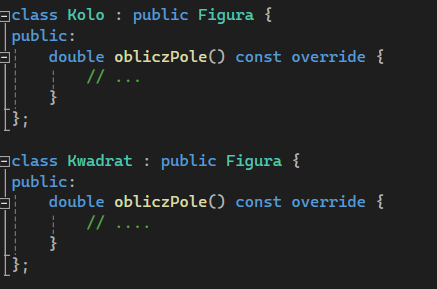 class Kolo : public Figura {
public:
    double obliczPole() const override {
        // ...
    }
};
class Kwadrat : public Figura {
public:
    double obliczPole() const override {
        // ....
    }
};